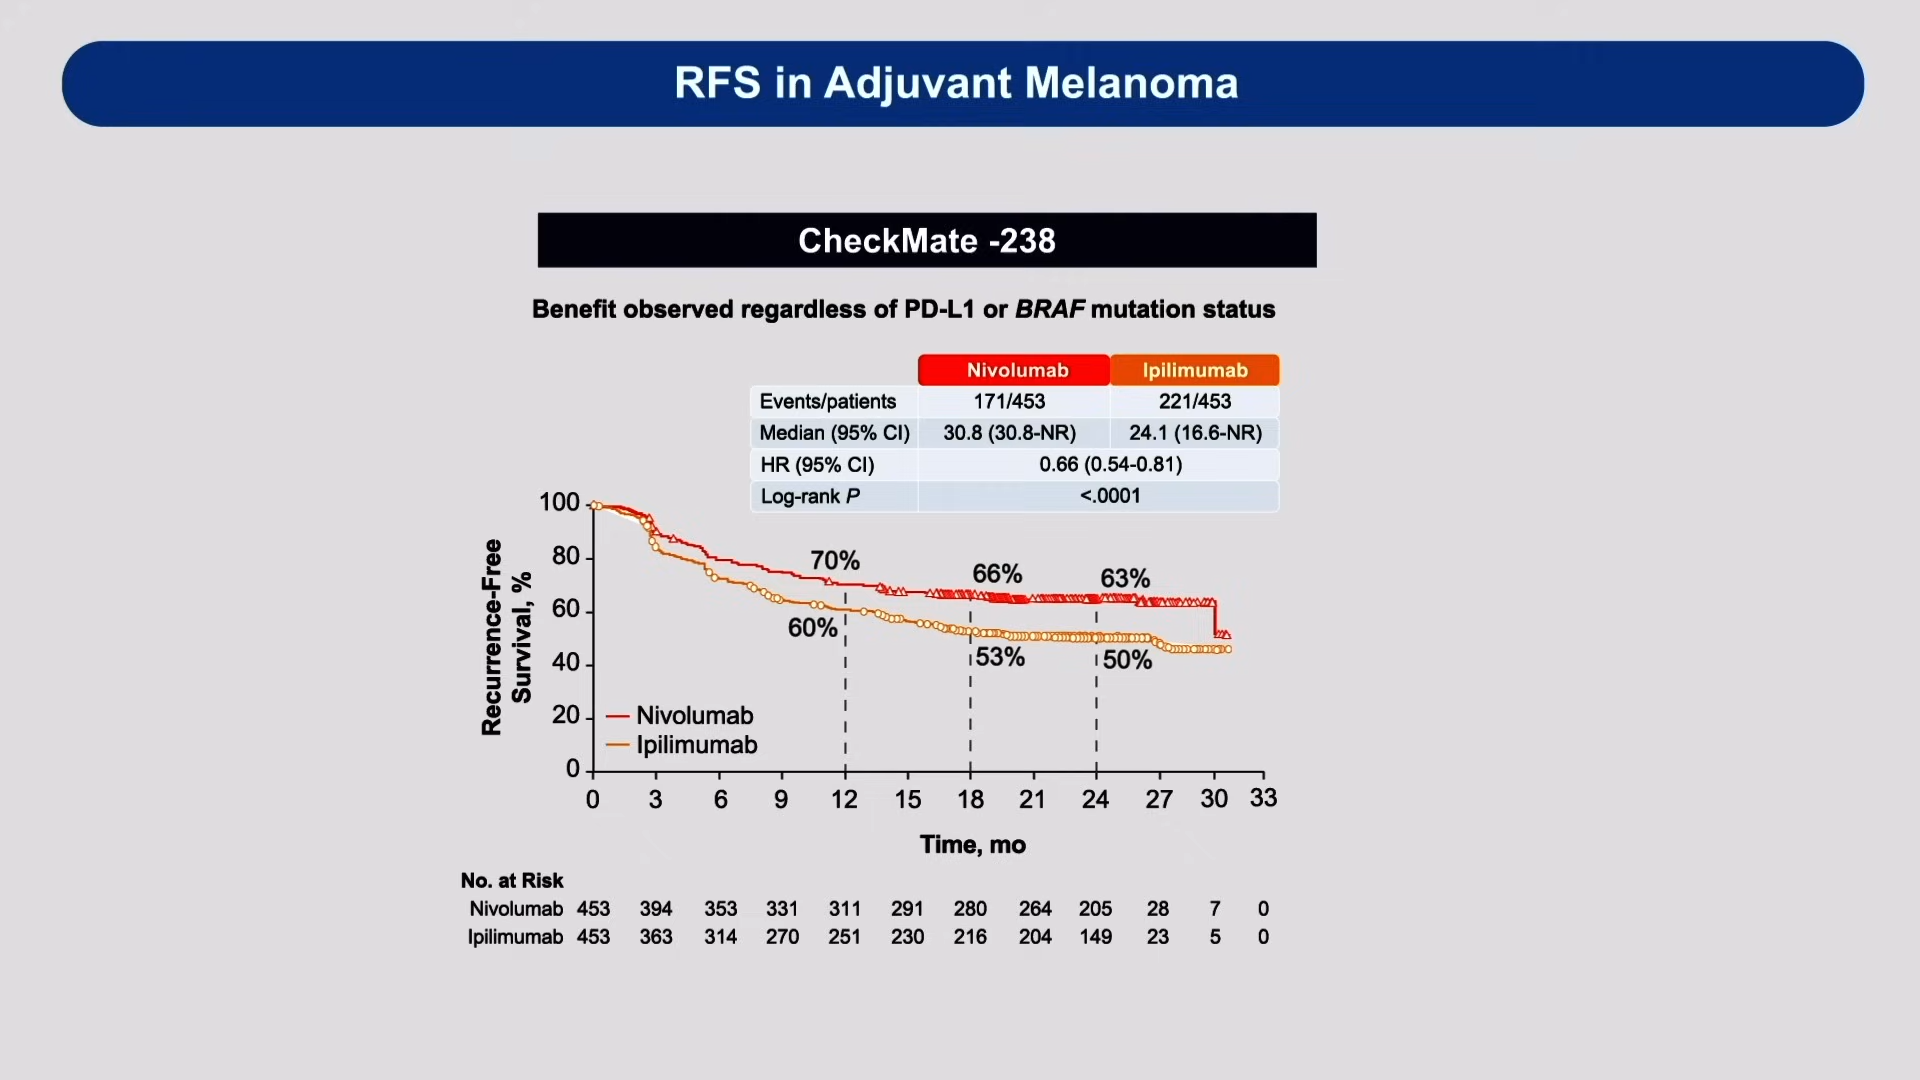 RFS in Adjuvant Melanoma
CheckMate -238
Benefit observed regardless of PD-L1 or BRAF mutation status
Nivolumab Ipilimumab
Events/patients 171/453 221/453
Median (95% CI) 30.8 (30.8-NR) 24.1 (16.6-NR)
HR (95% CI) 0.66 (0.54-0.81)
Log-rank P <.0001
Recurrence-Free
Survival, %
100
80
60
40
20
0
70%
66%
63%
60%
53%
50%
Nivolumab
Ipilimumab
0 3 6 9 12 15 18 21 24 27 30 33
Time, mo
No. at Risk
Nivolumab 453 394 353 331 311 291 280 264 205 28 7 0
Ipilimumab 453 363 314 270 251 230 216 204 149 23 5 0